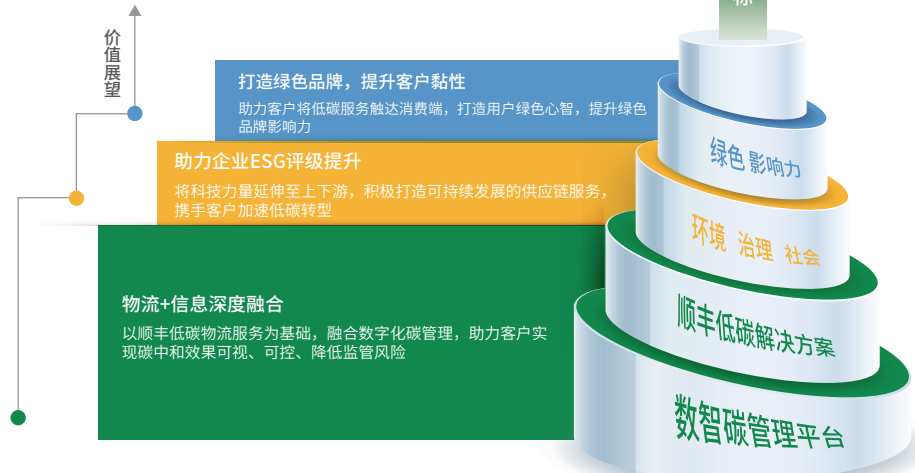 标
价值展望
打造绿色品牌，提升客户黏性
助力客户将低碳服务触达消费端，打造用户绿色心智，提升绿色
品牌影响力
绿色 影响力
助力企业ESG评级提升
将科技力量延伸至上下游，积极打造可持续发展的供应链服务，
携手客户加速低碳转型
环境 治理 社会
物流+信息深度融合
以顺丰低碳物流服务为基础，融合数字化碳管理，助力客户实
现碳中和效果可视、可控、降低监管风险
顺丰低碳解决方案
数智碳管理平台